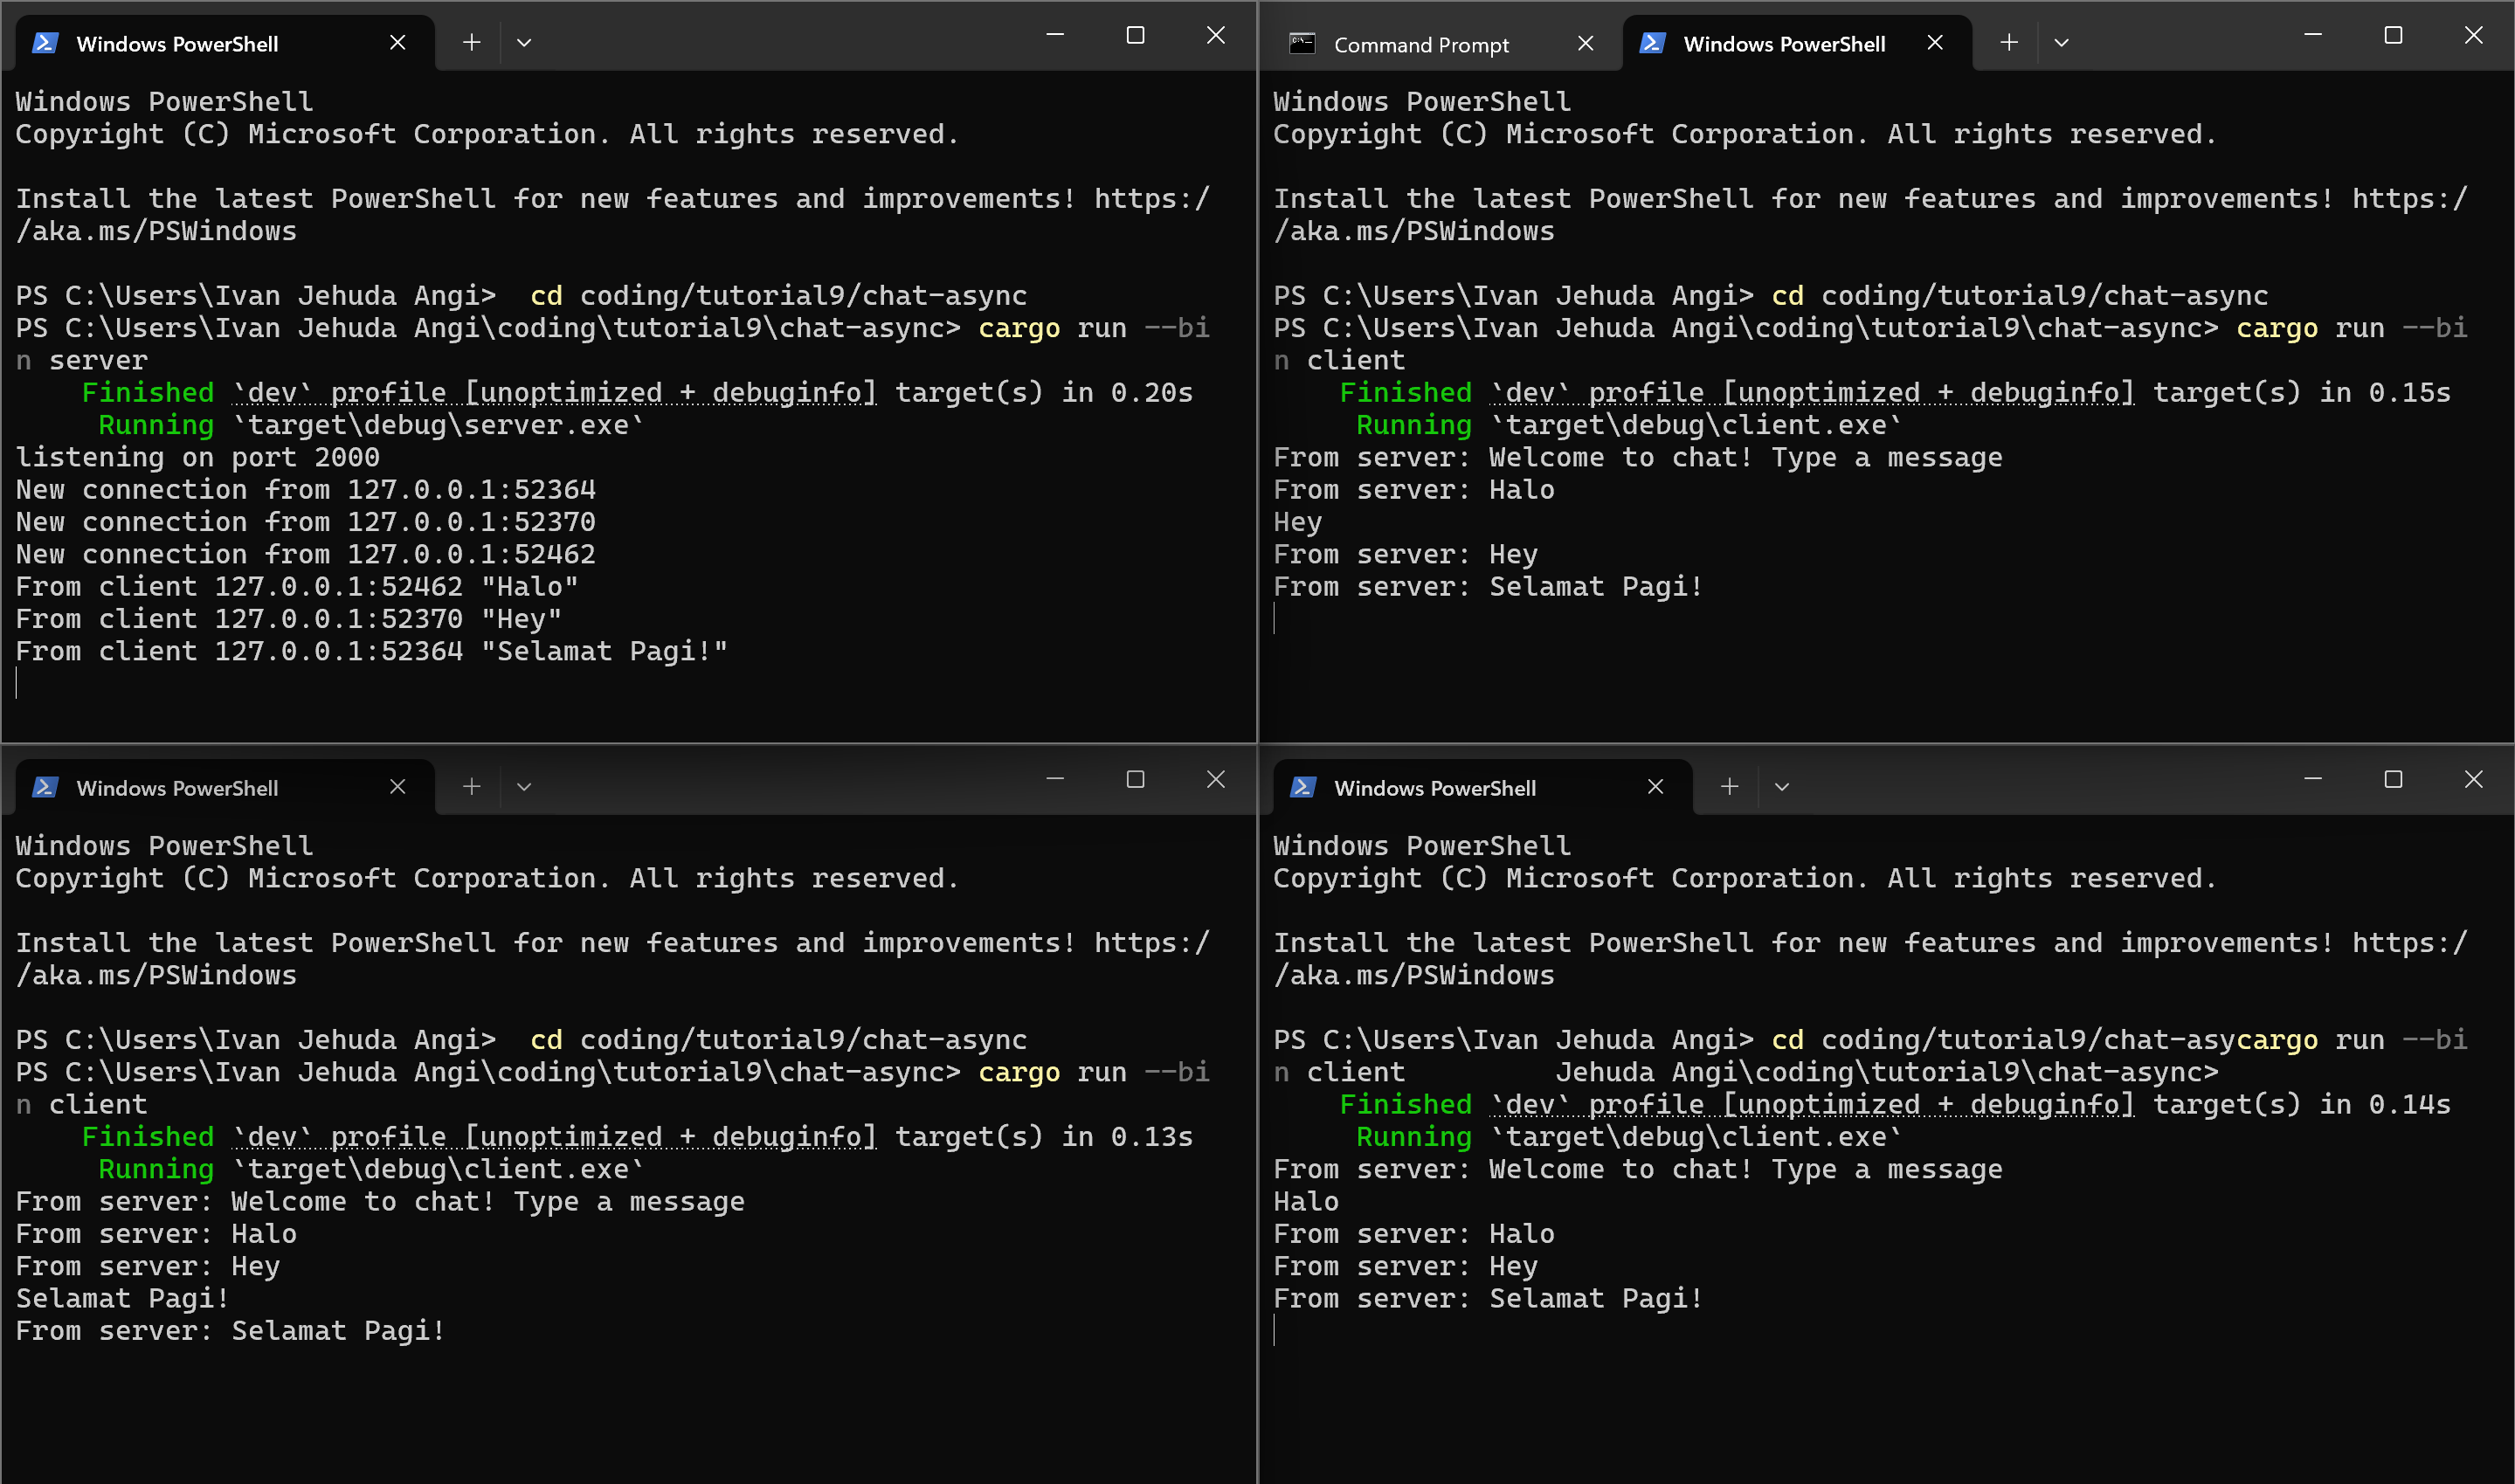 Windows PowerShell
Windows PowerShell
Copyright (C) Microsoft Corporation. All rights reserved.
Install the latest PowerShell for new features and improvements! https:/
/aka.ms/PSWindows
PS C:\Users\Ivan Jehuda Angi>  cd coding/tutorial9/chat-async
PS C:\Users\Ivan Jehuda Angi\coding\tutorial9\chat-async> cargo run --bi
n server
    Finished `dev` profile [unoptimized + debuginfo] target(s) in 0.20s
     Running `target\debug\server.exe`
listening on port 2000
New connection from 127.0.0.1:52364
New connection from 127.0.0.1:52370
New connection from 127.0.0.1:52462
From client 127.0.0.1:52462 "Halo"
From client 127.0.0.1:52370 "Hey"
From client 127.0.0.1:52364 "Selamat Pagi!"
Command Prompt
Windows PowerShell
Windows PowerShell
Copyright (C) Microsoft Corporation. All rights reserved.
Install the latest PowerShell for new features and improvements! https:/
/aka.ms/PSWindows
PS C:\Users\Ivan Jehuda Angi> cd coding/tutorial9/chat-async
PS C:\Users\Ivan Jehuda Angi\coding\tutorial9\chat-async> cargo run --bi
n client
    Finished `dev` profile [unoptimized + debuginfo] target(s) in 0.15s
     Running `target\debug\client.exe`
From server: Welcome to chat! Type a message
From server: Halo
Hey
From server: Hey
From server: Selamat Pagi!
Windows PowerShell
Windows PowerShell
Copyright (C) Microsoft Corporation. All rights reserved.
Install the latest PowerShell for new features and improvements! https:/
/aka.ms/PSWindows
PS C:\Users\Ivan Jehuda Angi>  cd coding/tutorial9/chat-async
PS C:\Users\Ivan Jehuda Angi\coding\tutorial9\chat-async> cargo run --bi
n client
    Finished `dev` profile [unoptimized + debuginfo] target(s) in 0.13s
     Running `target\debug\client.exe`
From server: Welcome to chat! Type a message
From server: Halo
From server: Hey
Selamat Pagi!
From server: Selamat Pagi!
Windows PowerShell
Windows PowerShell
Copyright (C) Microsoft Corporation. All rights reserved.
Install the latest PowerShell for new features and improvements! https:/
/aka.ms/PSWindows
PS C:\Users\Ivan Jehuda Angi> cd coding/tutorial9/chat-asycargo run --bi
n client         Jehuda Angi\coding\tutorial9\chat-async>
    Finished `dev` profile [unoptimized + debuginfo] target(s) in 0.14s
     Running `target\debug\client.exe`
From server: Welcome to chat! Type a message
Halo
From server: Halo
From server: Hey
From server: Selamat Pagi!